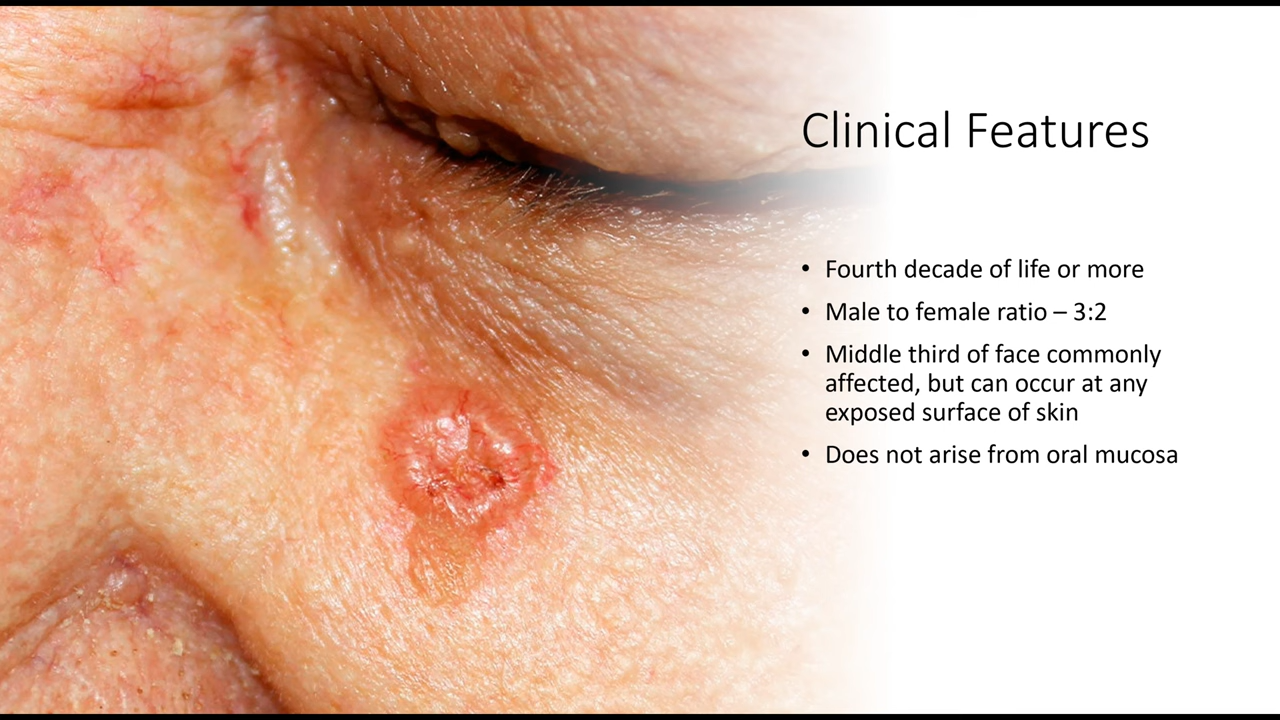 Clinical Features
• Fourth decade of life or more
• Male to female ratio – 3:2
• Middle third of face commonly
affected, but can occur at any
exposed surface of skin
• Does not arise from oral mucosa